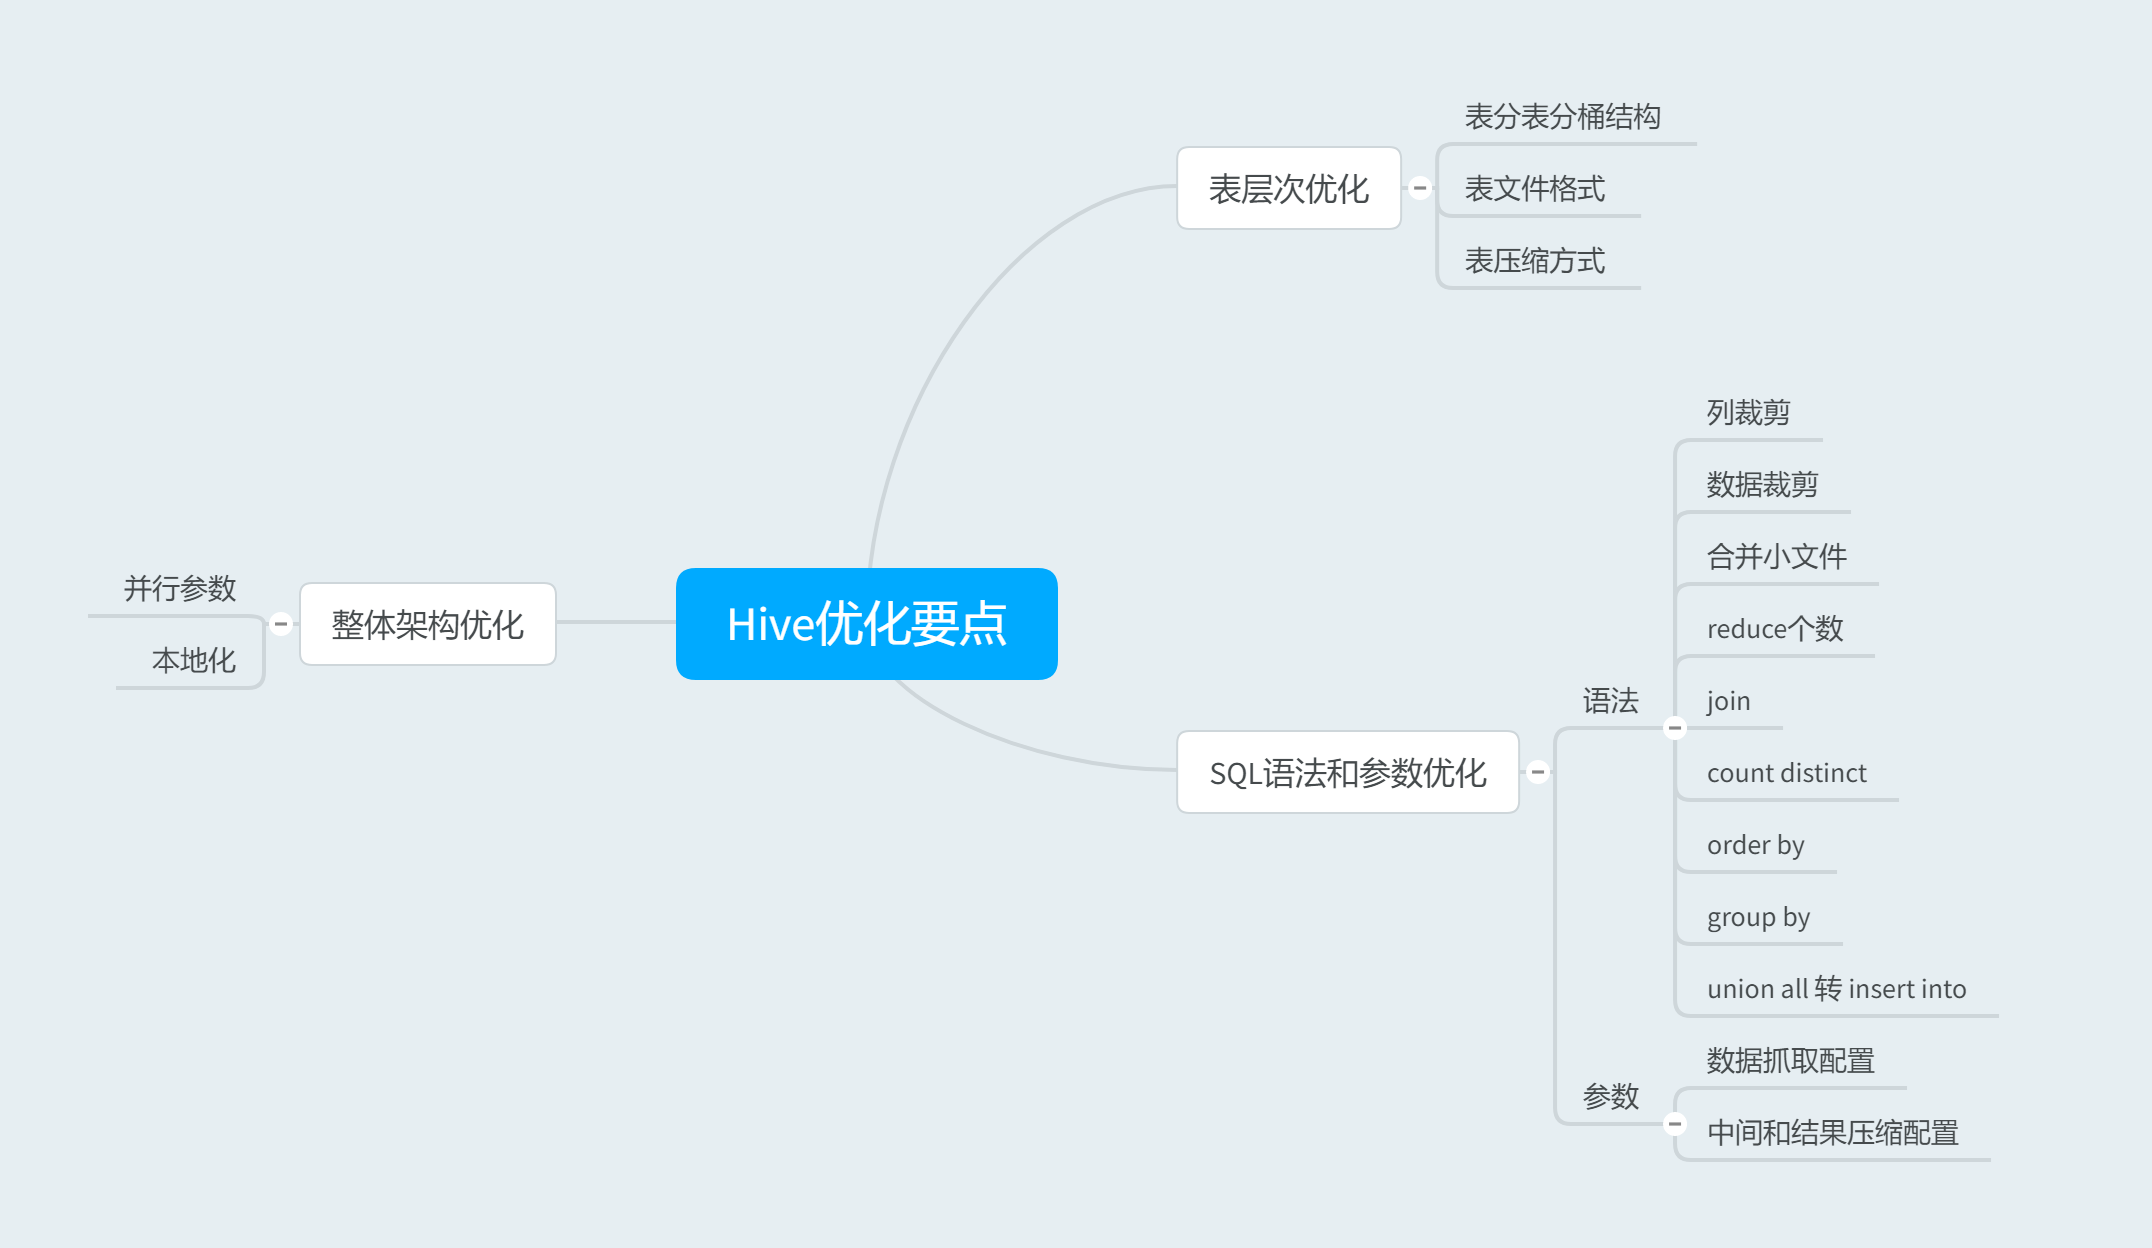 Hive优化要点
表层次优化
表分表分桶结构
表文件格式
表压缩方式
SQL语法和参数优化
语法
列裁剪
数据裁剪
合并小文件
reduce个数
join
count distinct
order by
group by
union all 转 insert into
参数
数据抓取配置
中间和结果压缩配置
整体架构优化
并行参数
本地化